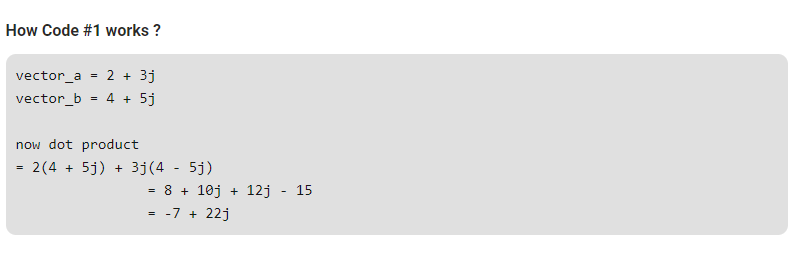 How Code #1 works ?
vector_a = 2 + 3j
vector_b = 4 + 5j
now dot product
= 2(4 + 5j) + 3j(4 - 5j)
= 8 + 10j + 12j - 15
= -7 + 22j